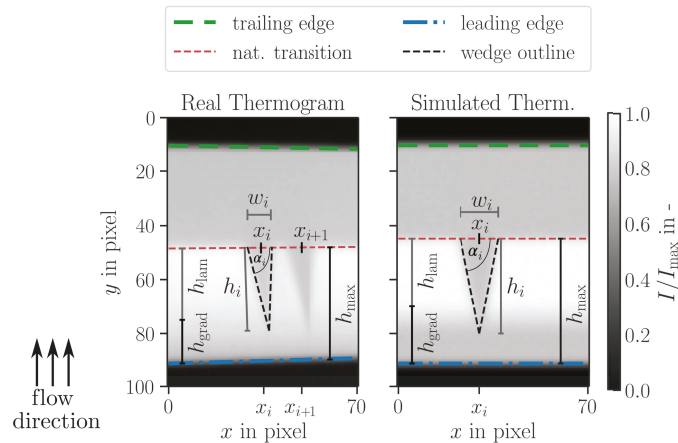 trailing edge
leading edge
nat. transition
wedge outline
Real Thermogram
Simulated Therm.
0
20
40
60
80
100
y in pixel
w_i
x_i
x_{i+1}
α_i
h_lam
h_grad
h_i
h_max
0
x_i
x_{i+1}
70
x in pixel
w_i
x_i
α_i
h_lam
h_grad
h_i
h_max
0
x_i
70
x in pixel
1.0
0.8
0.6
0.4
0.2
0.0
I/I_max in -
flow
direction